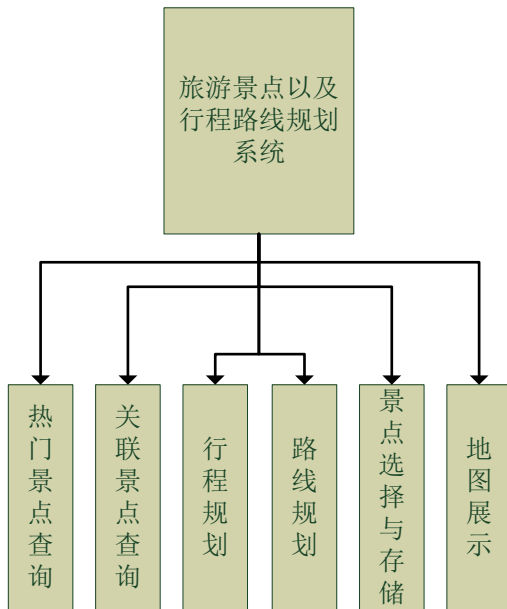 旅游景点以及
行程路线规划
系统
热门景点查询
关联景点查询
行程规划
路线规划
景点选择与存储
地图展示